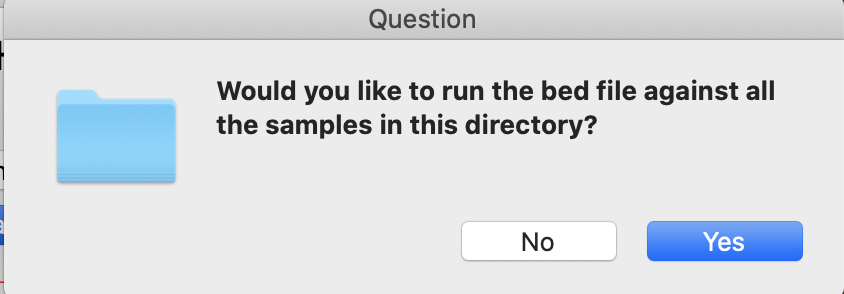 Question
Would you like to run the bed file against all
the samples in this directory?
No
Yes